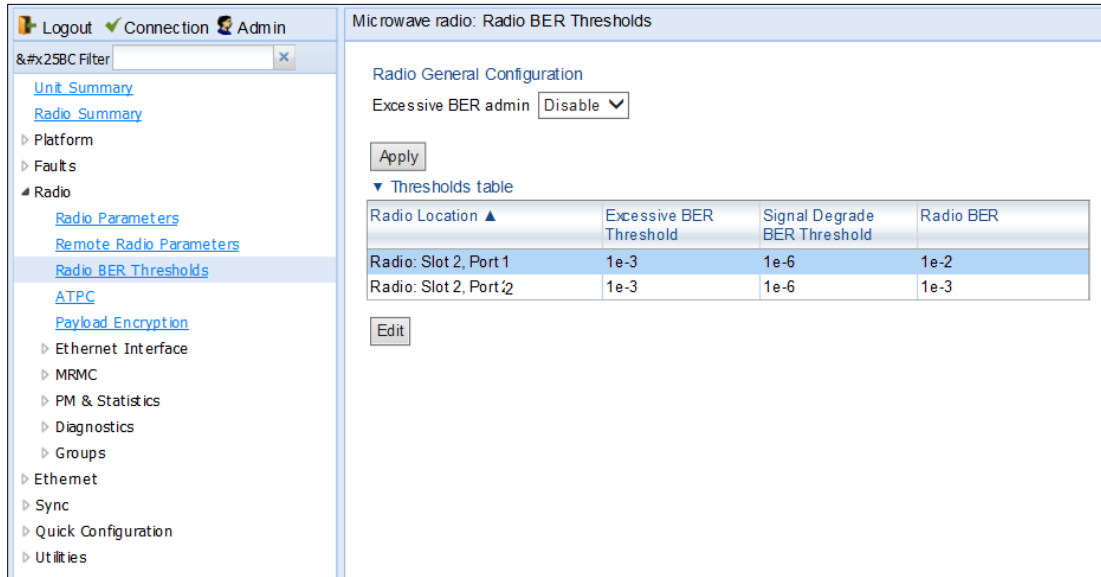 Logout Connection Admin
&#x25BC Filter
Unit Summary
Radio Summary
Platform
Faults
Radio
Radio Parameters
Remote Radio Parameters
Radio BER Thresholds
ATPC
Payload Encryption
Ethernet Interface
MRMC
PM & Statistics
Diagnostics
Groups
Ethernet
Sync
Quick Configuration
Utilities
Microwave radio: Radio BER Thresholds
Radio General Configuration
Excessive BER admin Disable
Apply
▼ Thresholds table
Radio Location ▲ Excessive BER Threshold Signal Degrade BER Threshold Radio BER
Radio: Slot 2, Port 1 1e-3 1e-6 1e-2
Radio: Slot 2, Port 2 1e-3 1e-6 1e-3
Edit